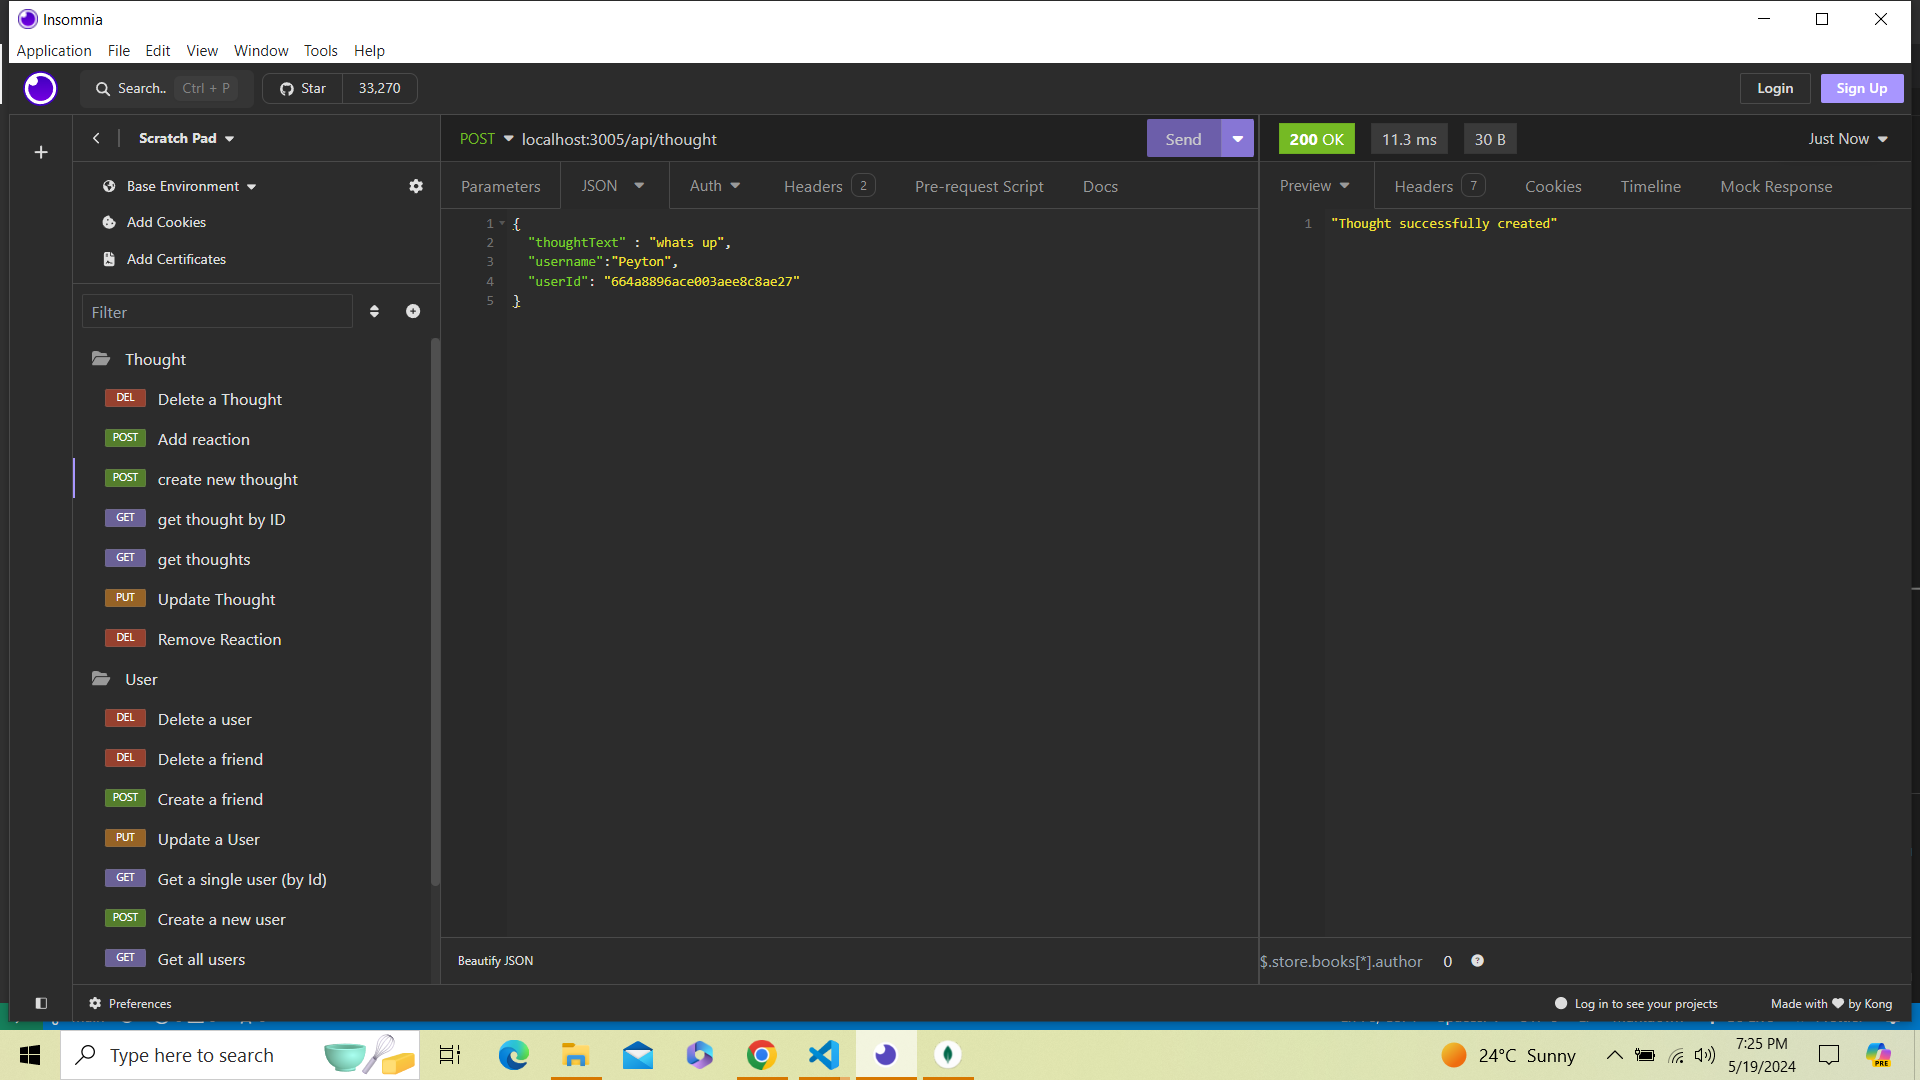 Insomnia
Application File Edit View Window Tools Help
Search.. Ctrl + P Star 33,270 Login Sign Up
Scratch Pad
POST localhost:3005/api/thought Send
200 OK 11.3 ms 30 B Just Now
Base Environment
Add Cookies
Add Certificates
Filter
Thought
DEL Delete a Thought
POST Add reaction
POST create new thought
GET get thought by ID
GET get thoughts
PUT Update Thought
DEL Remove Reaction
User
DEL Delete a user
DEL Delete a friend
POST Create a friend
PUT Update a User
GET Get a single user (by Id)
POST Create a new user
GET Get all users
Parameters JSON Auth Headers 2 Pre-request Script Docs
1 {
2 "thoughtText" : "whats up",
3 "username":"Peyton",
4 "userId": "664a8896ace003aee8c8ae27"
5 }
Beautify JSON
Preview Headers 7 Cookies Timeline Mock Response
1 "Thought successfully created"
$.store.books[*].author 0
Preferences
Log in to see your projects Made with ❤ by Kong
Type here to search
24°C Sunny
PRE
7:25 PM
5/19/2024